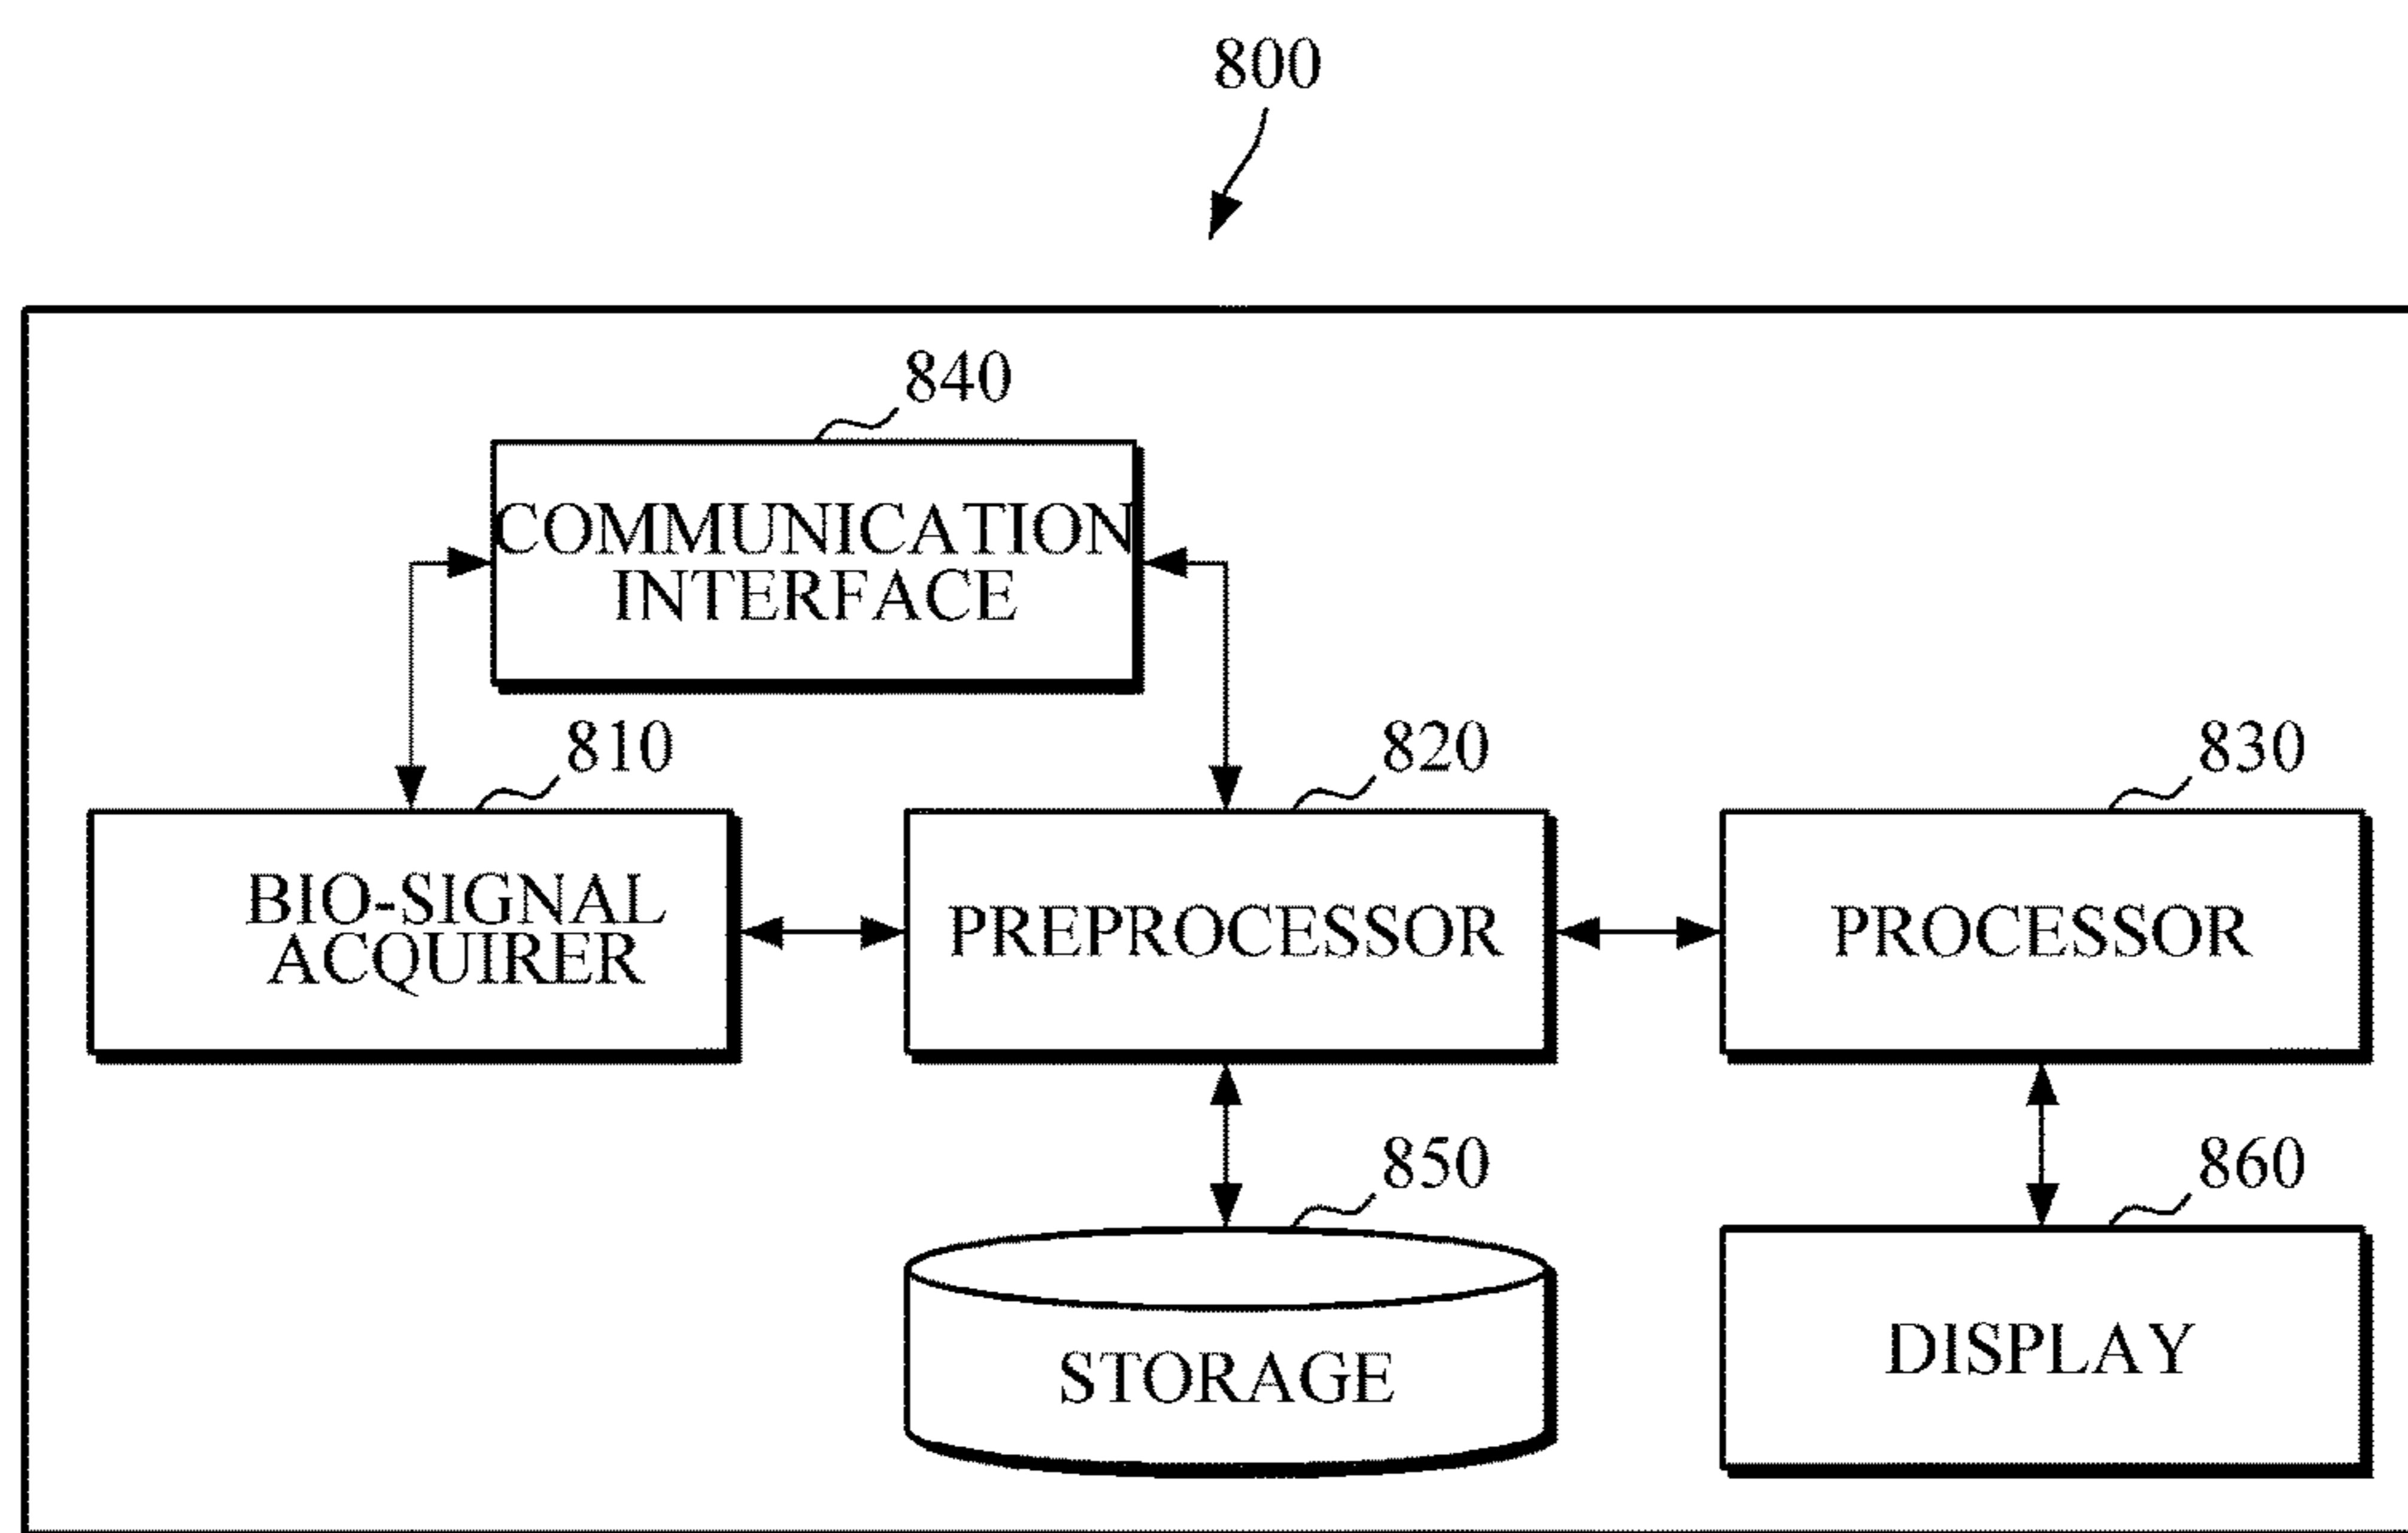 800
840
COMMUNICATION
INTERFACE
810
820
830
BIO-SIGNAL
ACQUIRER
PREPROCESSOR
PROCESSOR
850
860
STORAGE
DISPLAY